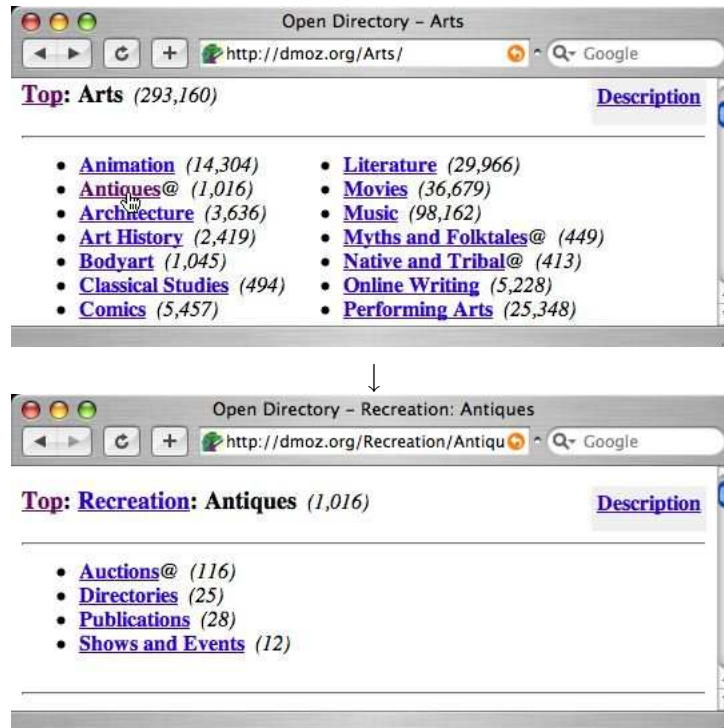 Open Directory – Arts
http://dmoz.org/Arts/ Google
Top: Arts (293,160) Description
Animation (14,304)
Antiques@ (1,016)
Architecture (3,636)
Art History (2,419)
Bodyart (1,045)
Classical Studies (494)
Comics (5,457)
Literature (29,966)
Movies (36,679)
Music (98,162)
Myths and Folktales@ (449)
Native and Tribal@ (413)
Online Writing (5,228)
Performing Arts (25,348)
Open Directory – Recreation: Antiques
http://dmoz.org/Recreation/Antiqu Google
Top: Recreation: Antiques (1,016) Description
Auctions@ (116)
Directories (25)
Publications (28)
Shows and Events (12)